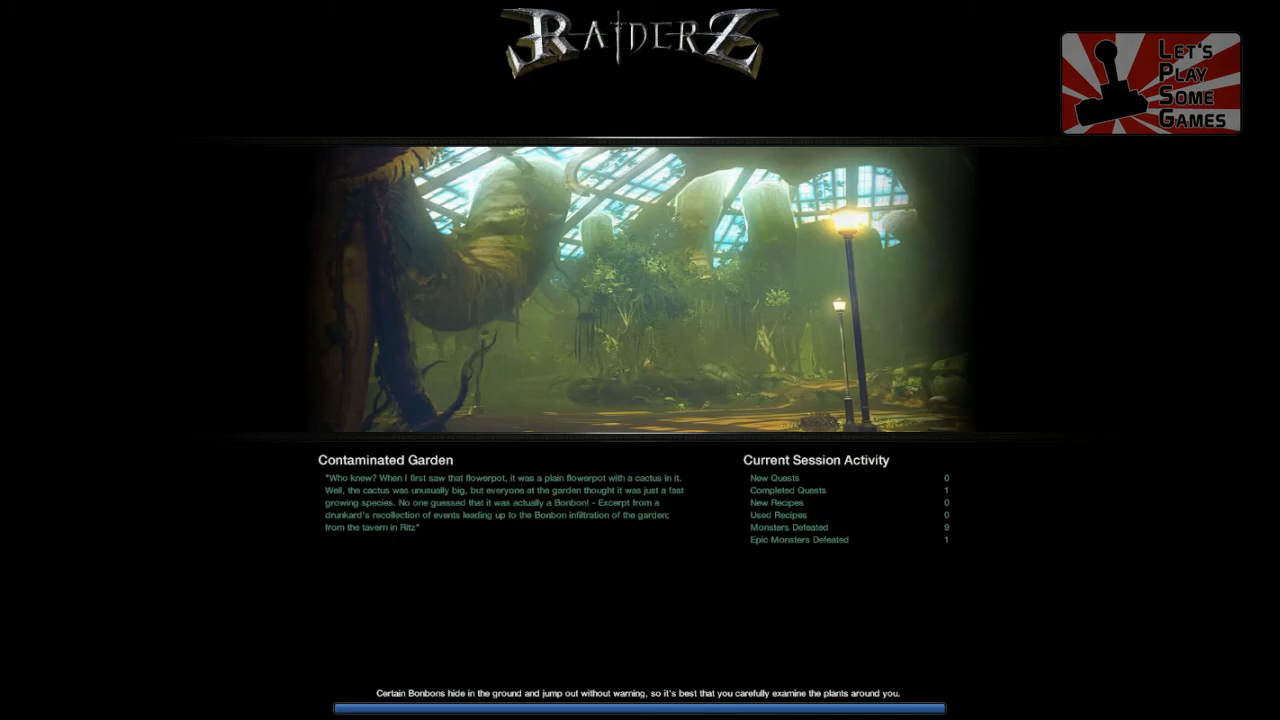 RAIDERZ
LET'S
PLAY
SOME
GAMES
Contaminated Garden
"Who knew? When I first saw that flowerpot, it was a plain flowerpot with a cactus in it.
Well, the cactus was unusually big, but everyone at the garden thought it was just a fast
growing species. No one guessed that it was actually a Bonbon! - Excerpt from a
drunkard's recollection of events leading up to the Bonbon infiltration of the garden;
from the tavern in Ritz"
Current Session Activity
New Quests 0
Completed Quests 1
New Recipes 0
Used Recipes 0
Monsters Defeated 9
Epic Monsters Defeated 1
Certain Bonbons hide in the ground and jump out without warning, so it's best that you carefully examine the plants around you.